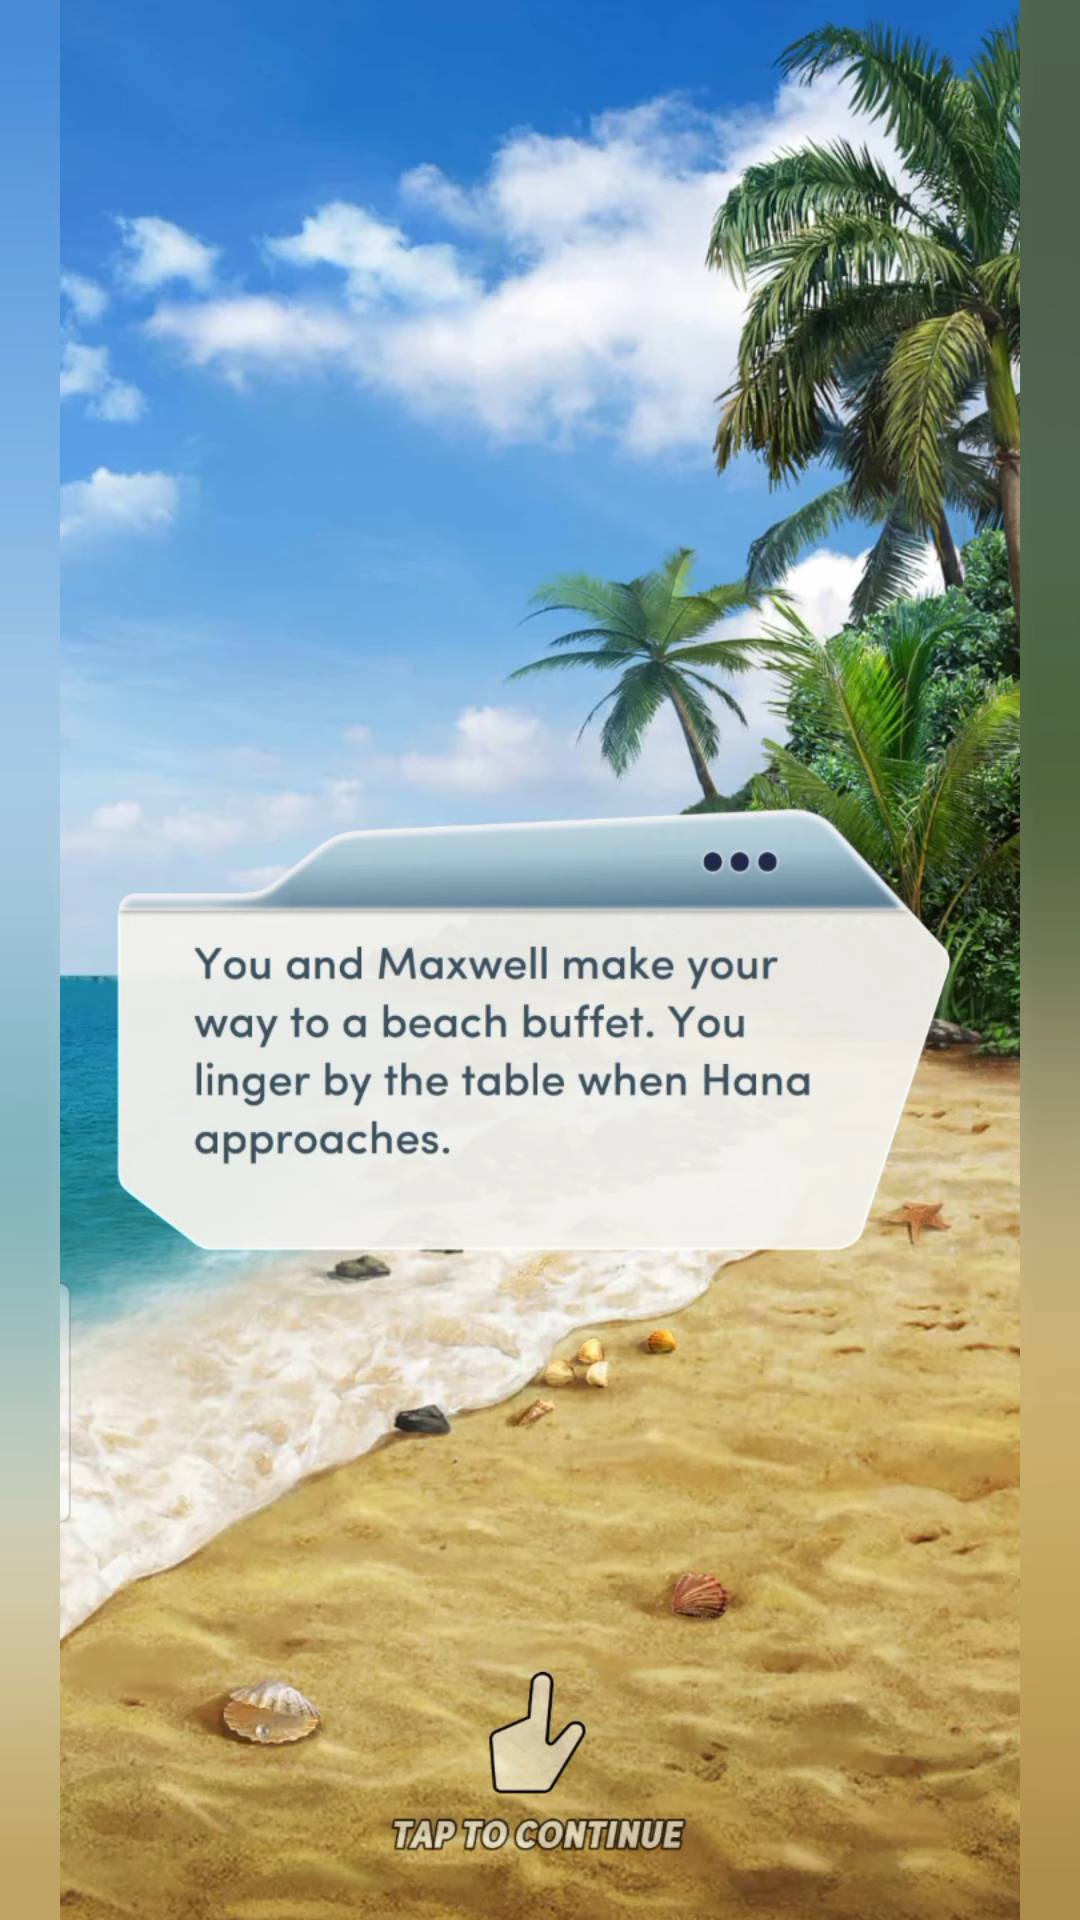 You and Maxwell make your
way to a beach buffet. You
linger by the table when Hana
approaches.
TAP TO CONTINUE